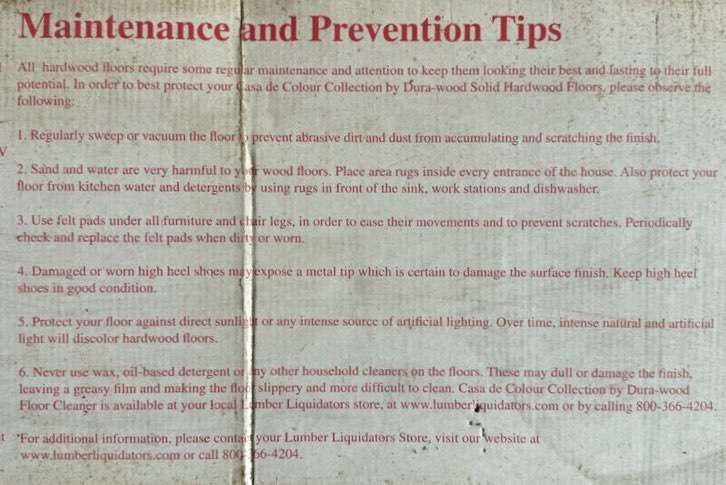 Maintenance and Prevention Tips
All hardwood floors require some regular maintenance and attention to keep them looking their best and lasting to their full
potential. In order to best protect your Casa de Colour Collection by Dura-wood Solid Hardwood Floors, please observe the
following:
1. Regularly sweep or vacuum the floor to prevent abrasive dirt and dust from accumulating and scratching the finish.
2. Sand and water are very harmful to your wood floors. Place area rugs inside every entrance of the house. Also protect your
floor from kitchen water and detergents by using rugs in front of the sink, work stations and dishwasher.
3. Use felt pads under all furniture and chair legs, in order to ease their movements and to prevent scratches. Periodically
check and replace the felt pads when dirty or worn.
4. Damaged or worn high heel shoes may expose a metal tip which is certain to damage the surface finish. Keep high heel
shoes in good condition.
5. Protect your floor against direct sunlight or any intense source of artificial lighting. Over time, intense natural and artificial
light will discolor hardwood floors.
6. Never use wax, oil-based detergent or any other household cleaners on the floors. These may dull or damage the finish,
leaving a greasy film and making the floor slippery and more difficult to clean. Casa de Colour Collection by Dura-wood
Floor Cleaner is available at your local Lumber Liquidators store, at www.lumberliquidators.com or by calling 800-366-4204.
For additional information, please contact your Lumber Liquidators Store, visit our website at
www.lumberliquidators.com or call 800-366-4204.